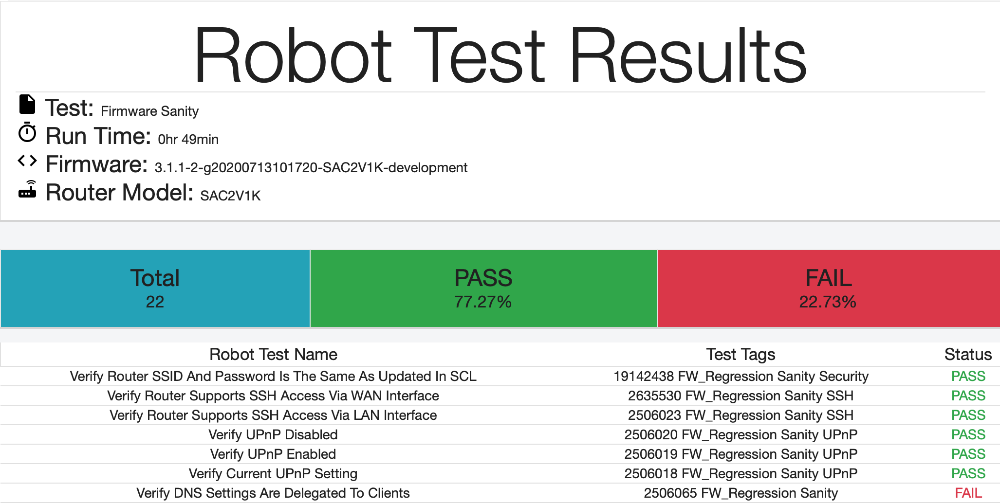 Robot Test Results
Test: Firmware Sanity
Run Time: 0hr 49min
Firmware: 3.1.1-2-g20200713101720-SAC2V1K-development
Router Model: SAC2V1K
Total PASS FAIL
22 77.27% 22.73%
Robot Test Name Test Tags Status
Verify Router SSID And Password Is The Same As Updated In SCL 19142438 FW_Regression Sanity Security PASS
Verify Router Supports SSH Access Via WAN Interface 2635530 FW_Regression Sanity SSH PASS
Verify Router Supports SSH Access Via LAN Interface 2506023 FW_Regression Sanity SSH PASS
Verify UPnP Disabled 2506020 FW_Regression Sanity UPnP PASS
Verify UPnP Enabled 2506019 FW_Regression Sanity UPnP PASS
Verify Current UPnP Setting 2506018 FW_Regression Sanity UPnP PASS
Verify DNS Settings Are Delegated To Clients 2506065 FW_Regression Sanity FAIL